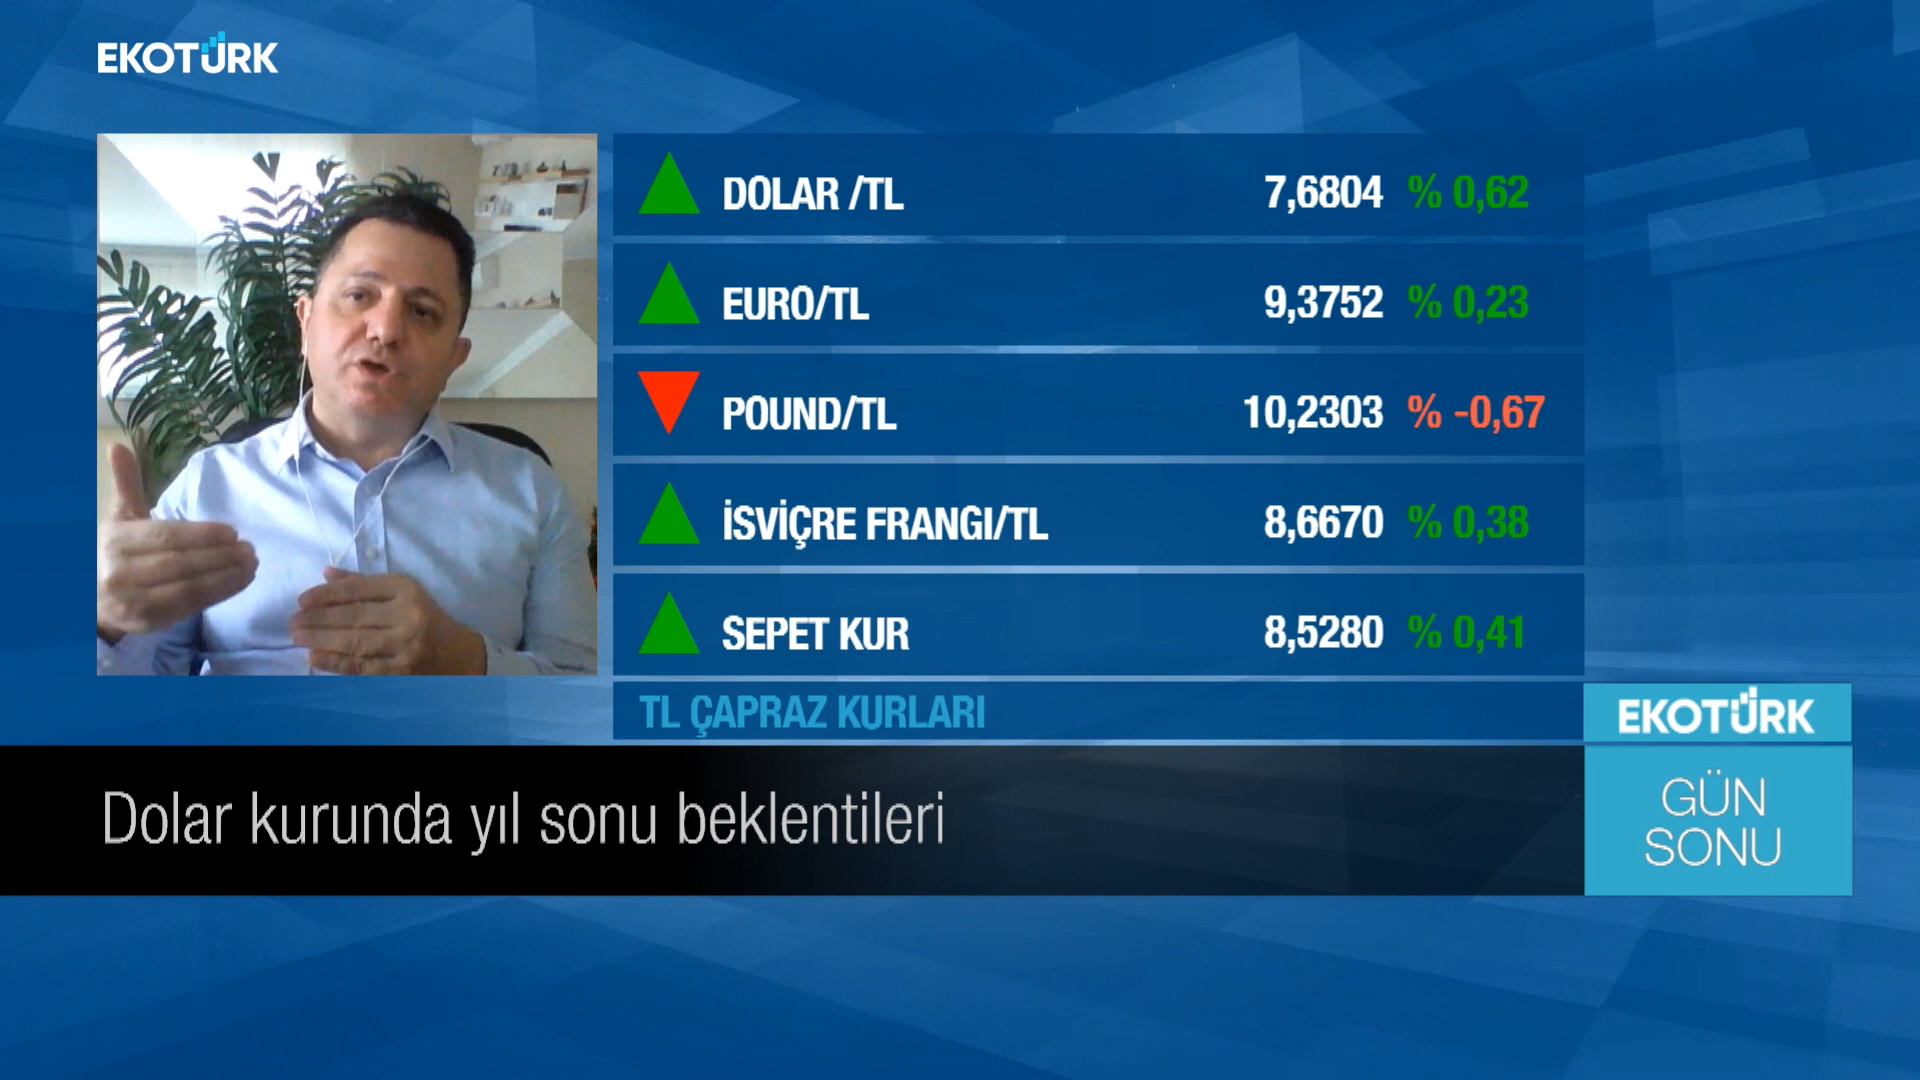 EKOTÜRK
DOLAR /TL 7,6804 % 0,62
EURO/TL 9,3752 % 0,23
POUND/TL 10,2303 % -0,67
İSVİÇRE FRANGI/TL 8,6670 % 0,38
SEPET KUR 8,5280 % 0,41
TL ÇAPRAZ KURLARI
EKOTÜRK
Dolar kurunda yıl sonu beklentileri
GÜN
SONU